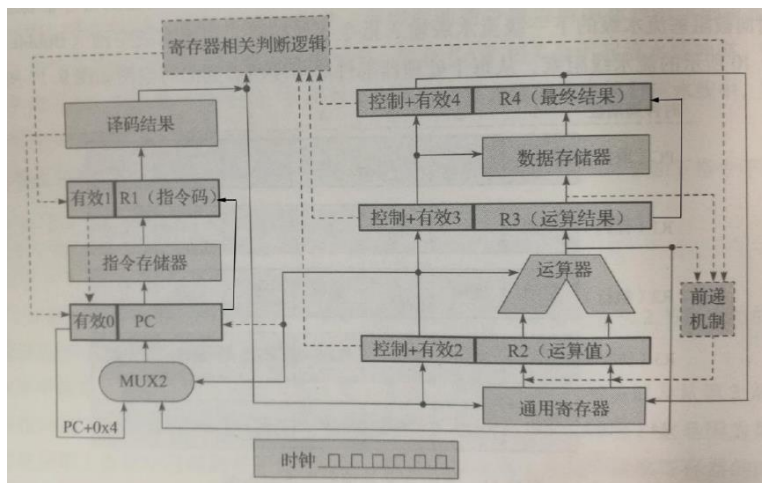 寄存器相关判断逻辑
译码结果
有效1 R1（指令码）
指令存储器
有效0 PC
MUX2
PC+0x4
控制+有效4 R4（最终结果）
数据存储器
控制+有效3 R3（运算结果）
运算器
前递
机制
控制+有效2 R2（运算值）
通用寄存器
时钟